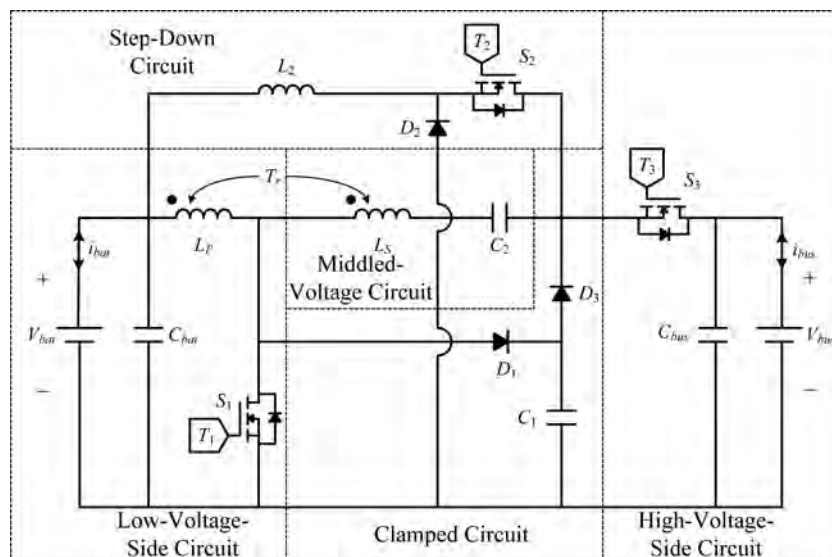 Step-Down
Circuit
T2
S2
L2
D2
T3
S3
Tr
LP
LS
C2
ibat
Middled-
Voltage Circuit
D3
ibus
+
+
Vbat
Cbat
D1
Cbus
Vbus
−
−
S1
T1
C1
Low-Voltage-
Side Circuit
Clamped Circuit
High-Voltage-
Side Circuit